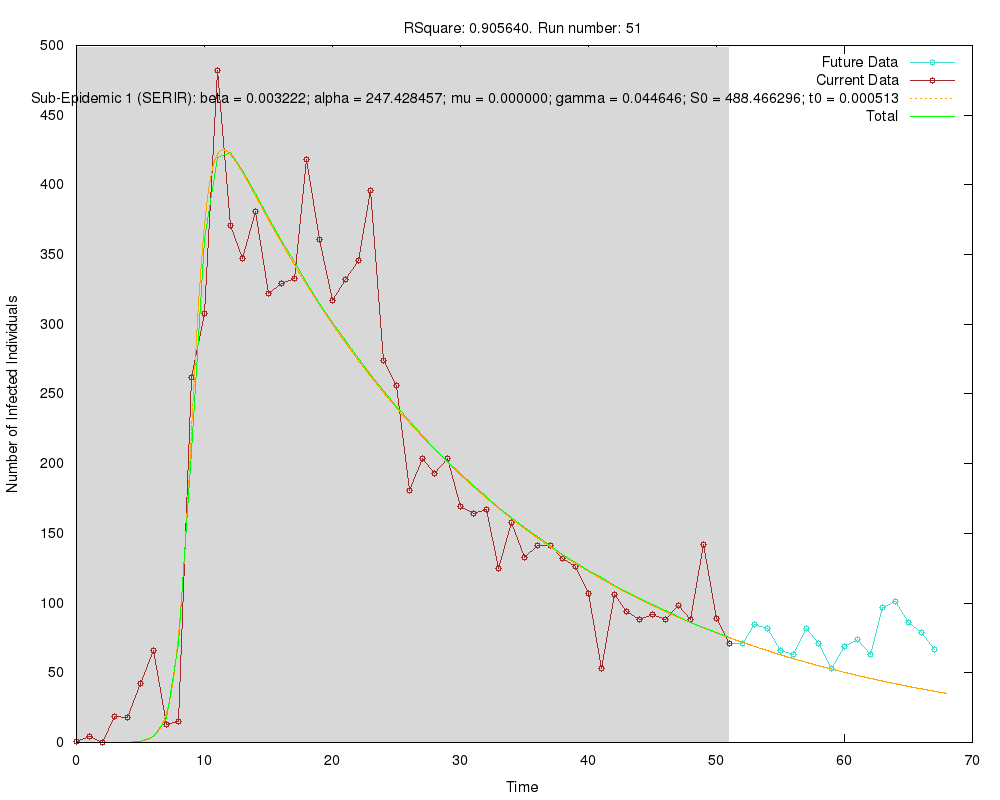 RSquare: 0.905640. Run number: 51
500
450
400
350
300
250
200
150
100
50
0
Number of Infected Individuals
Future Data
Current Data
Sub-Epidemic 1 (SERIR): beta = 0.003222; alpha = 247.428457; mu = 0.000000; gamma = 0.044646; S0 = 488.466296; t0 = 0.000513
Total
0 10 20 30 40 50 60 70
Time